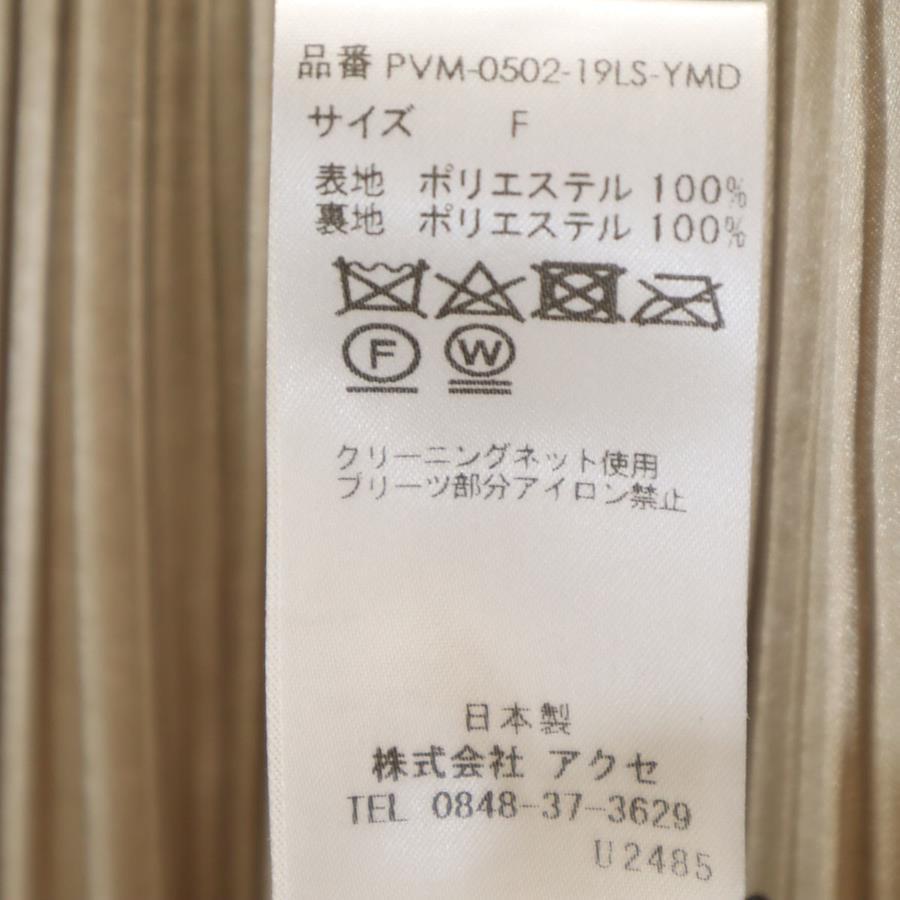 品番 PVM-0502-19LS-YMD
サイズ F
表地 ポリエステル 100%
裏地 ポリエステル 100%
F W
クリーニングネット使用
プリーツ部分アイロン禁止
日本製
株式会社 アクセ
TEL 0848-37-3629
U2485